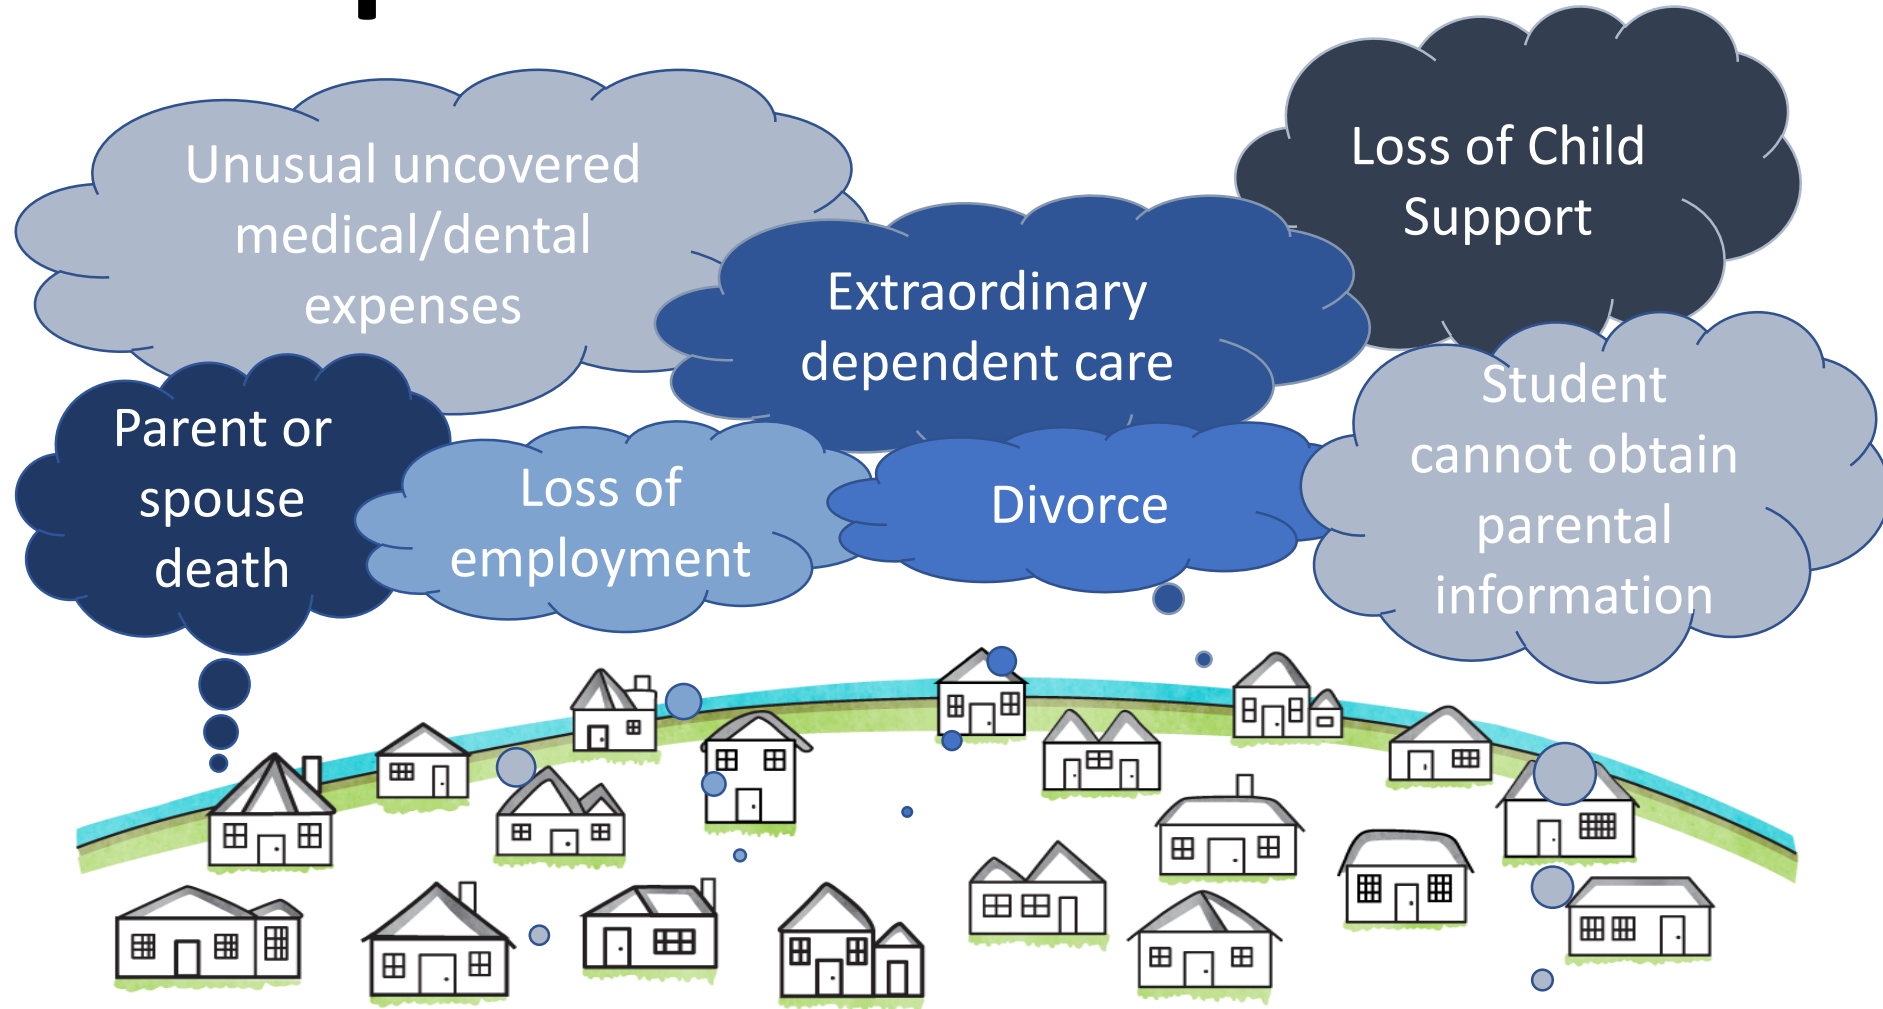 Unusual uncovered
medical/dental
expenses
Loss of Child
Support
Extraordinary
dependent care
Parent or
spouse
death
Loss of
employment
Divorce
Student
cannot obtain
parental
information